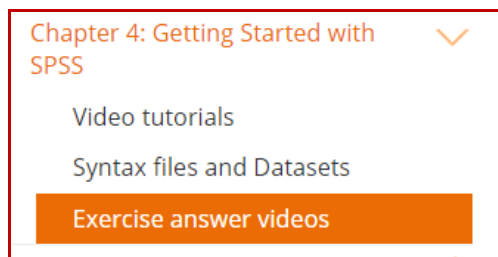 Chapter 4: Getting Started with
SPSS
Video tutorials
Syntax files and Datasets
Exercise answer videos